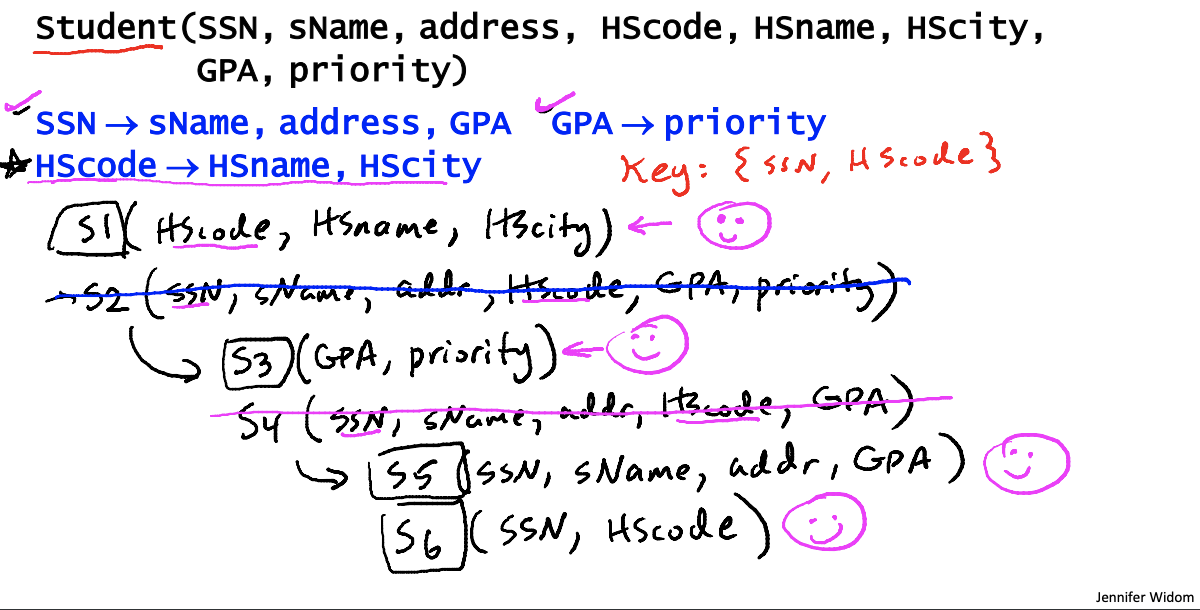 Student(SSN, sName, address, HScode, HSname, HScity,
GPA, priority)
SSN → sName, address, GPA GPA → priority
HScode → HSname, HScity
Key: {SSN, HScode}
S1(HScode, HSname, HScity) ←
S2(SSN, sName, addr, HScode, GPA, priority)
S3(GPA, priority) ←
S4(SSN, sName, addr, HScode, GPA)
S5(SSN, sName, addr, GPA)
S6(SSN, HScode)
Jennifer Widom